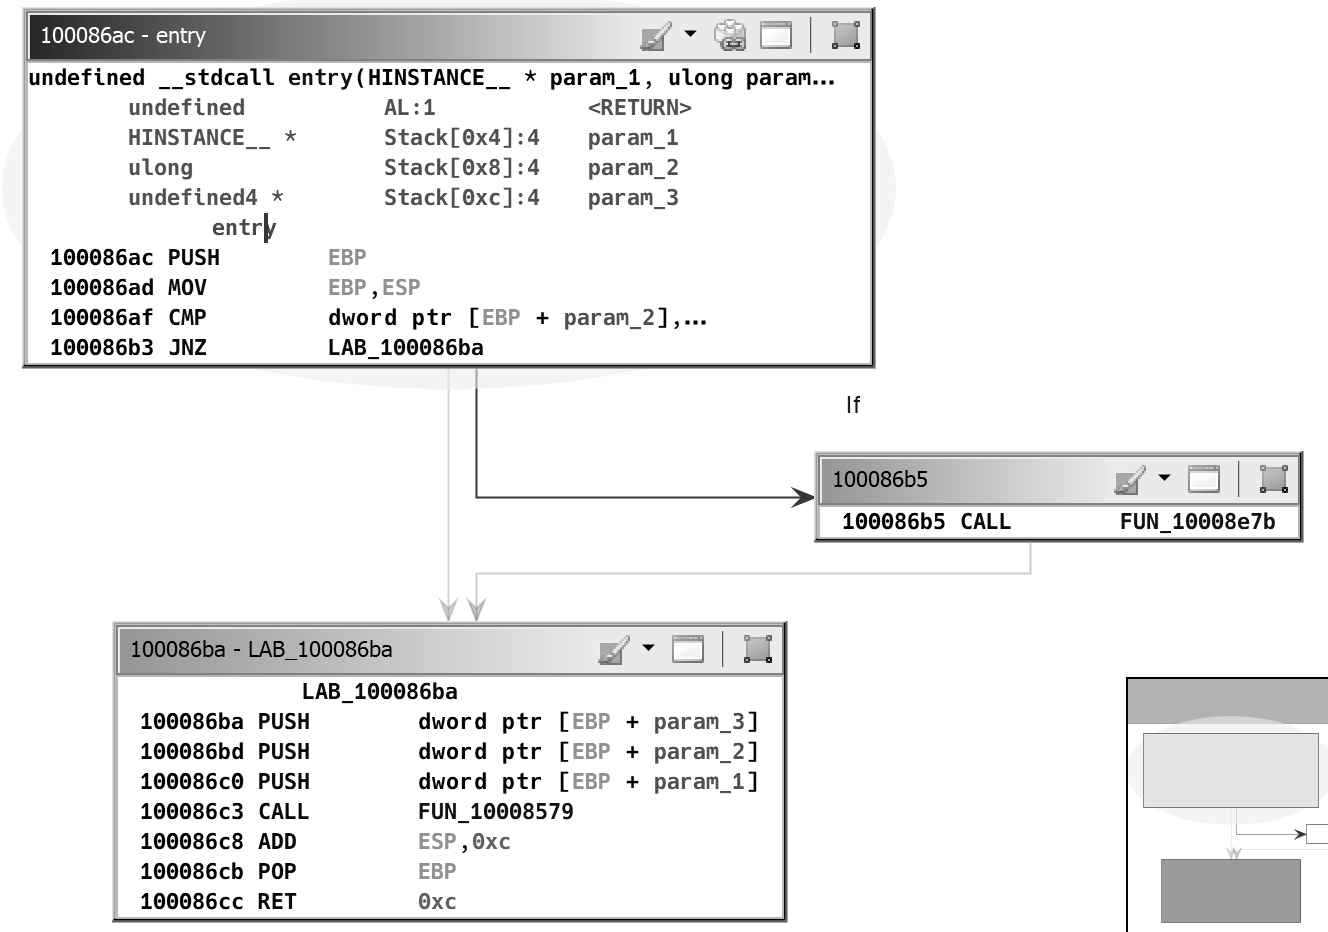 100086ac - entry
undefined __stdcall entry(HINSTANCE__ * param_1, ulong param...
undefined AL:1 <RETURN>
HINSTANCE__ * Stack[0x4]:4 param_1
ulong Stack[0x8]:4 param_2
undefined4 * Stack[0xc]:4 param_3
entry
100086ac PUSH EBP
100086ad MOV EBP,ESP
100086af CMP dword ptr [EBP + param_2],...
100086b3 JNZ LAB_100086ba
If
100086b5
100086b5 CALL FUN_10008e7b
100086ba - LAB_100086ba
LAB_100086ba
100086ba PUSH dword ptr [EBP + param_3]
100086bd PUSH dword ptr [EBP + param_2]
100086c0 PUSH dword ptr [EBP + param_1]
100086c3 CALL FUN_10008579
100086c8 ADD ESP,0xc
100086cb POP EBP
100086cc RET 0xc